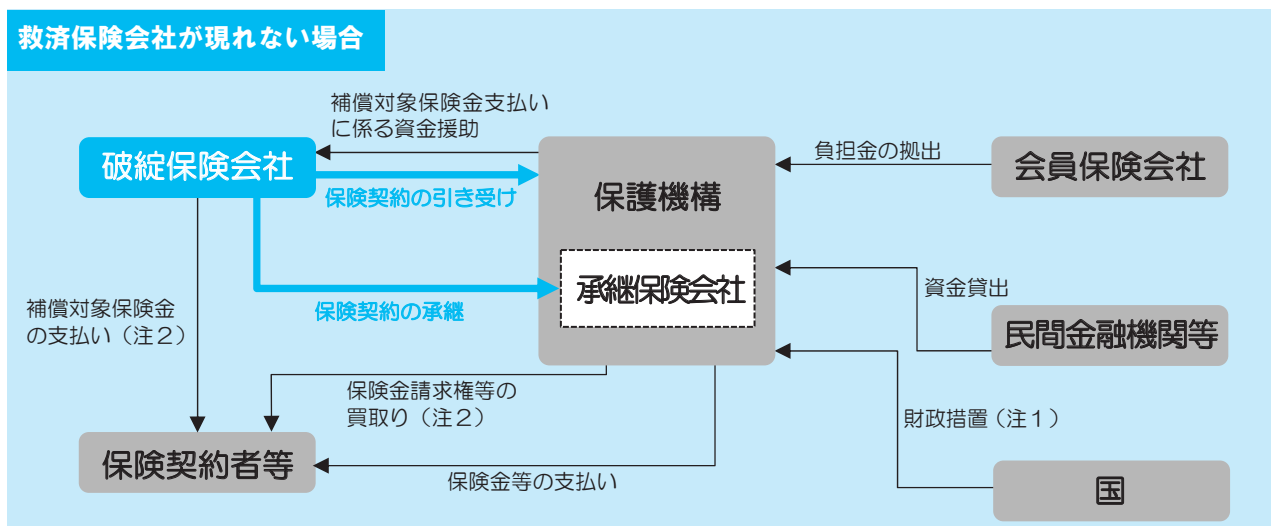 救済保険会社が現れない場合
補償対象保険金支払い
に係る資金援助
破綻保険会社
保険契約の引き受け
保護機構
負担金の拠出
会員保険会社
承継保険会社
保険契約の承継
補償対象保険金
の支払い（注２）
資金貸出
民間金融機関等
保険金請求権等の
買取り（注２）
財政措置（注１）
保険契約者等
保険金等の支払い
国